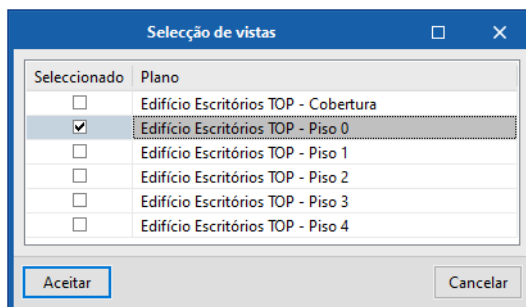 Selecção de vistas
Seleccionado Plano
Edifício Escritórios TOP - Cobertura
Edifício Escritórios TOP - Piso 0
Edifício Escritórios TOP - Piso 1
Edifício Escritórios TOP - Piso 2
Edifício Escritórios TOP - Piso 3
Edifício Escritórios TOP - Piso 4
Aceitar Cancelar